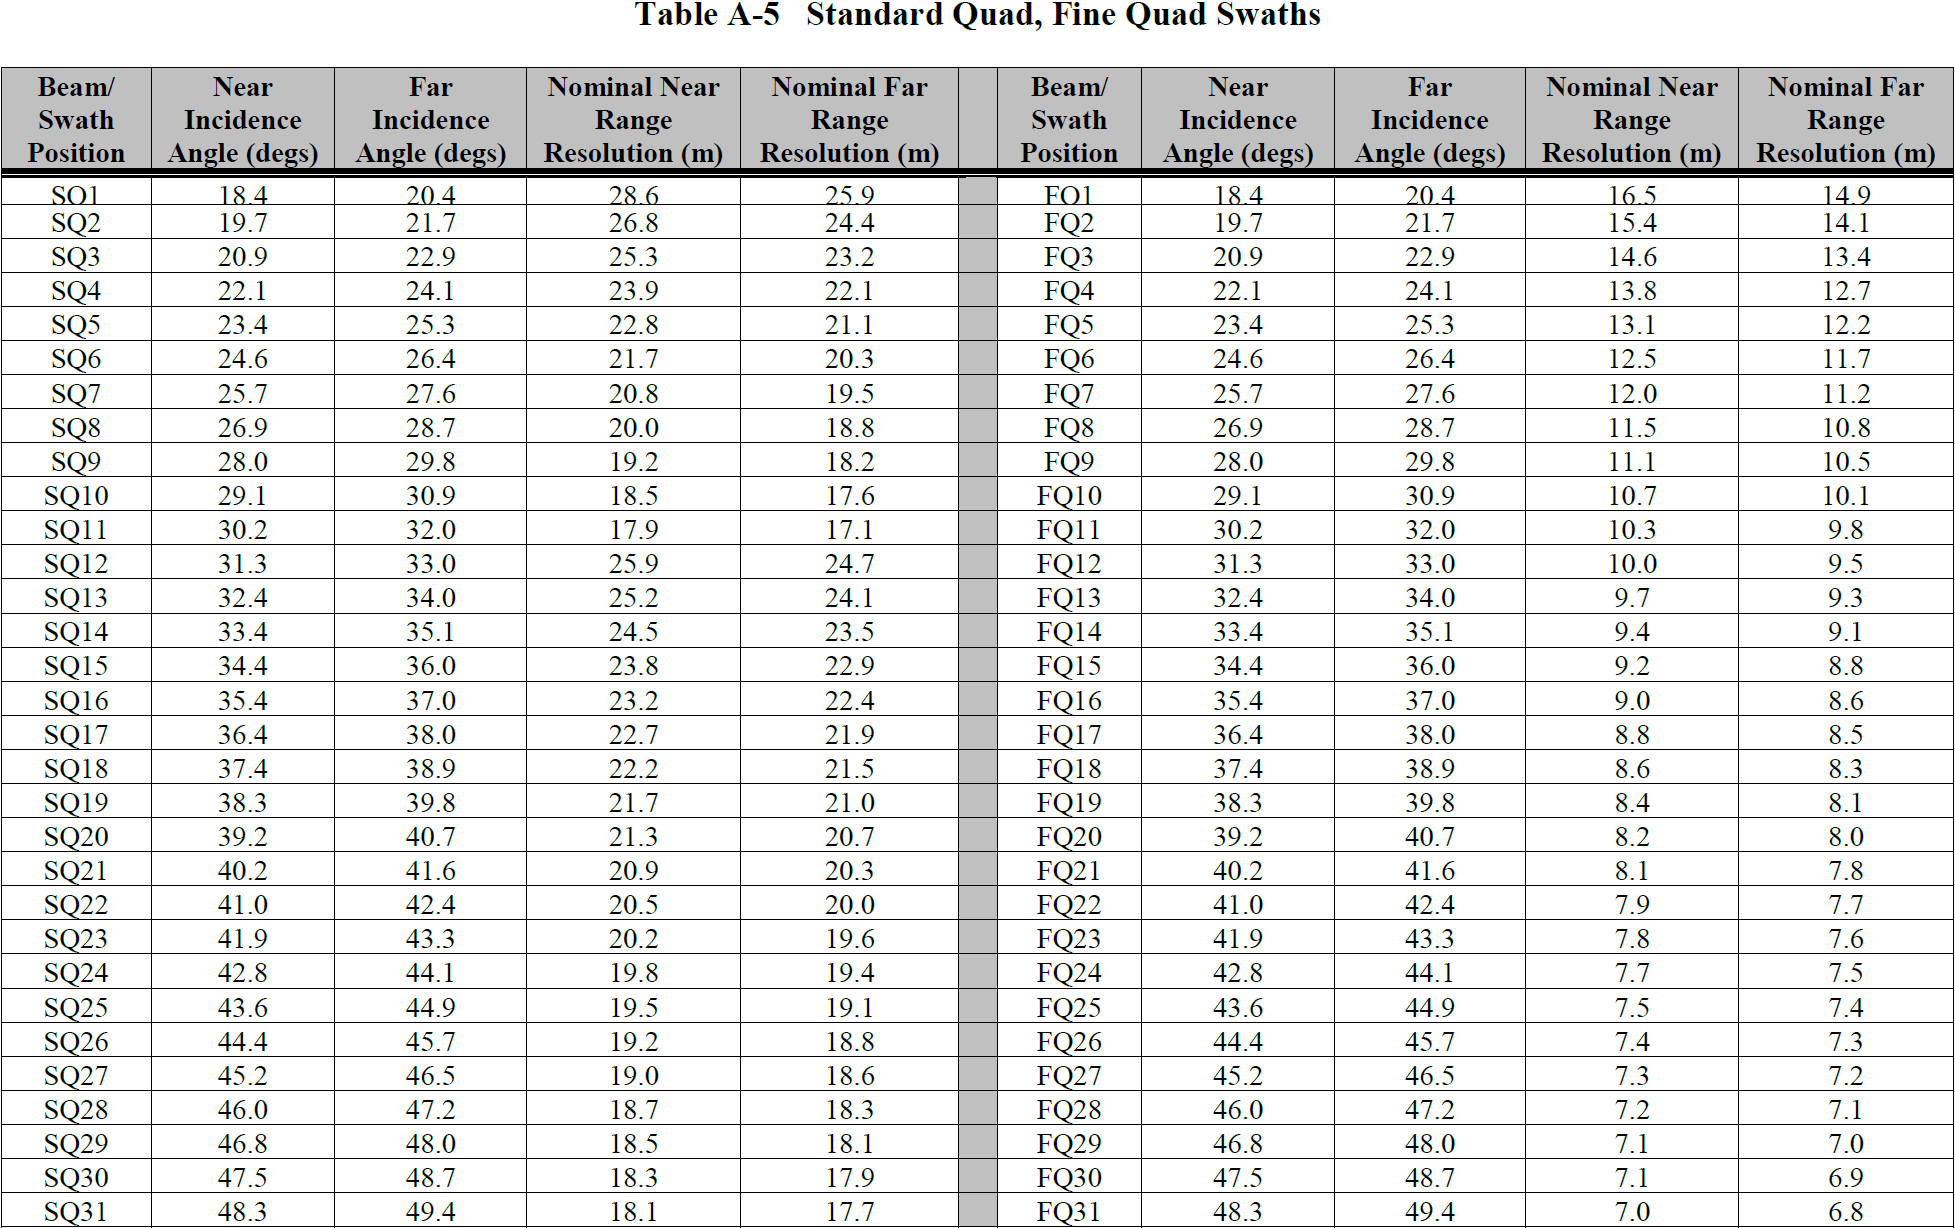 Table A-5 Standard Quad, Fine Quad Swaths
Beam/ Near Far Nominal Near Nominal Far Beam/ Near Far Nominal Near Nominal Far
Swath Incidence Incidence Range Range Swath Incidence Incidence Range Range
Position Angle (degs) Angle (degs) Resolution (m) Resolution (m) Position Angle (degs) Angle (degs) Resolution (m) Resolution (m)
SQ1 18.4 20.4 28.6 25.9 FQ1 18.4 20.4 16.5 14.9
SQ2 19.7 21.7 26.8 24.4 FQ2 19.7 21.7 15.4 14.1
SQ3 20.9 22.9 25.3 23.2 FQ3 20.9 22.9 14.6 13.4
SQ4 22.1 24.1 23.9 22.1 FQ4 22.1 24.1 13.8 12.7
SQ5 23.4 25.3 22.8 21.1 FQ5 23.4 25.3 13.1 12.2
SQ6 24.6 26.4 21.7 20.3 FQ6 24.6 26.4 12.5 11.7
SQ7 25.7 27.6 20.8 19.5 FQ7 25.7 27.6 12.0 11.2
SQ8 26.9 28.7 20.0 18.8 FQ8 26.9 28.7 11.5 10.8
SQ9 28.0 29.8 19.2 18.2 FQ9 28.0 29.8 11.1 10.5
SQ10 29.1 30.9 18.5 17.6 FQ10 29.1 30.9 10.7 10.1
SQ11 30.2 32.0 17.9 17.1 FQ11 30.2 32.0 10.3 9.8
SQ12 31.3 33.0 25.9 24.7 FQ12 31.3 33.0 10.0 9.5
SQ13 32.4 34.0 25.2 24.1 FQ13 32.4 34.0 9.7 9.3
SQ14 33.4 35.1 24.5 23.5 FQ14 33.4 35.1 9.4 9.1
SQ15 34.4 36.0 23.8 22.9 FQ15 34.4 36.0 9.2 8.8
SQ16 35.4 37.0 23.2 22.4 FQ16 35.4 37.0 9.0 8.6
SQ17 36.4 38.0 22.7 21.9 FQ17 36.4 38.0 8.8 8.5
SQ18 37.4 38.9 22.2 21.5 FQ18 37.4 38.9 8.6 8.3
SQ19 38.3 39.8 21.7 21.0 FQ19 38.3 39.8 8.4 8.1
SQ20 39.2 40.7 21.3 20.7 FQ20 39.2 40.7 8.2 8.0
SQ21 40.2 41.6 20.9 20.3 FQ21 40.2 41.6 8.1 7.8
SQ22 41.0 42.4 20.5 20.0 FQ22 41.0 42.4 7.9 7.7
SQ23 41.9 43.3 20.2 19.6 FQ23 41.9 43.3 7.8 7.6
SQ24 42.8 44.1 19.8 19.4 FQ24 42.8 44.1 7.7 7.5
SQ25 43.6 44.9 19.5 19.1 FQ25 43.6 44.9 7.5 7.4
SQ26 44.4 45.7 19.2 18.8 FQ26 44.4 45.7 7.4 7.3
SQ27 45.2 46.5 19.0 18.6 FQ27 45.2 46.5 7.3 7.2
SQ28 46.0 47.2 18.7 18.3 FQ28 46.0 47.2 7.2 7.1
SQ29 46.8 48.0 18.5 18.1 FQ29 46.8 48.0 7.1 7.0
SQ30 47.5 48.7 18.3 17.9 FQ30 47.5 48.7 7.1 6.9
SQ31 48.3 49.4 18.1 17.7 FQ31 48.3 49.4 7.0 6.8